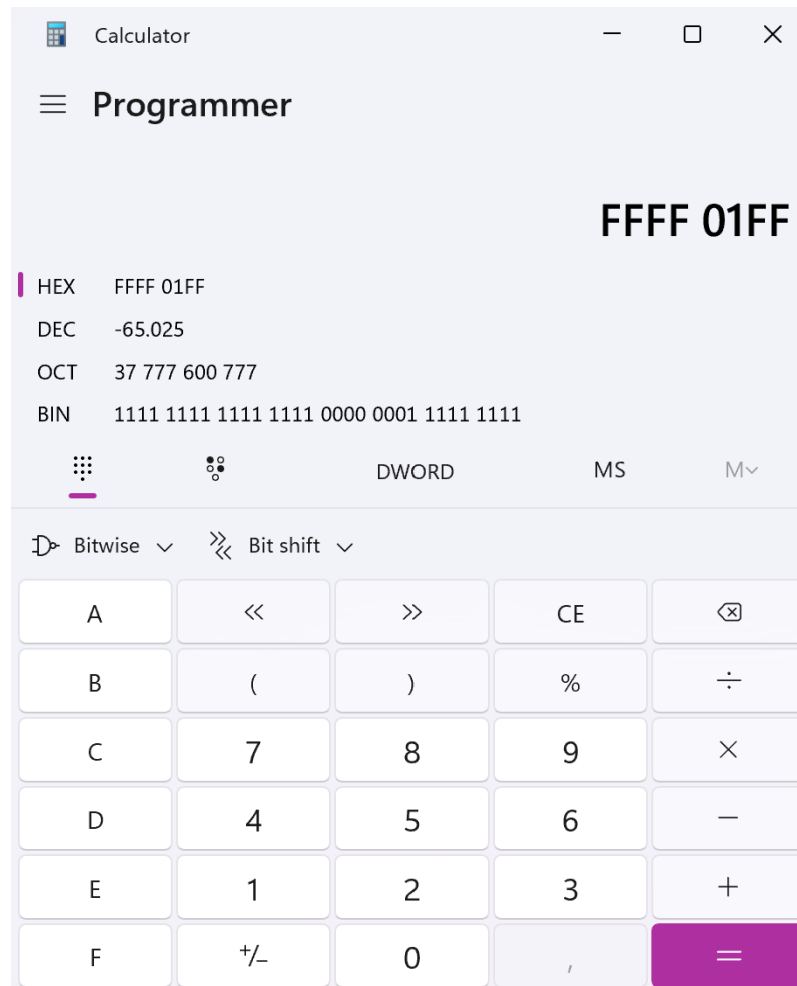 Calculator
Programmer
FFFF 01FF
HEX FFFF 01FF
DEC -65.025
OCT 37 777 600 777
BIN 1111 1111 1111 1111 0000 0001 1111 1111
DWORD MS M
Bitwise Bit shift
A « » CE
B ( ) % ÷
C 7 8 9 ×
D 4 5 6 −
E 1 2 3 +
F +/− 0 , =